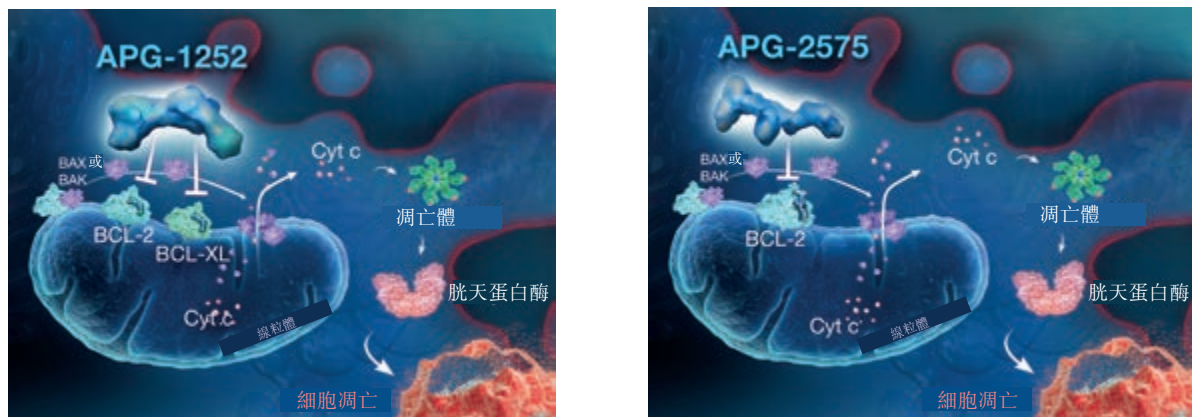 APG-1252
BAX或
BAK
Cyt c
凋亡體
BCL-2
BCL-XL
胱天蛋白酶
Cyt c
線粒體
細胞凋亡
APG-2575
BAX或
BAK
Cyt c
凋亡體
BCL-2
胱天蛋白酶
Cyt c
線粒體
細胞凋亡